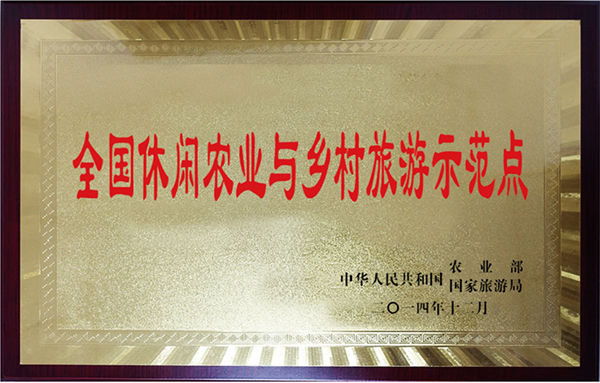 全国休闲农业与乡村旅游示范点
农业部
中华人民共和国
国家旅游局
二〇一四年十二月